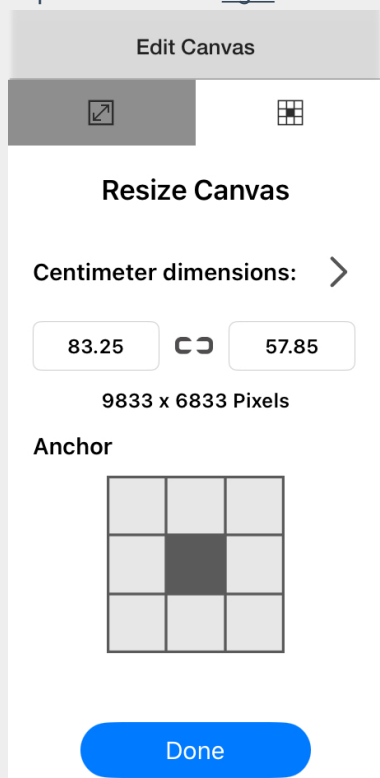 Edit Canvas
Resize Canvas
Centimeter dimensions:
83.25 57.85
9833 x 6833 Pixels
Anchor
Done